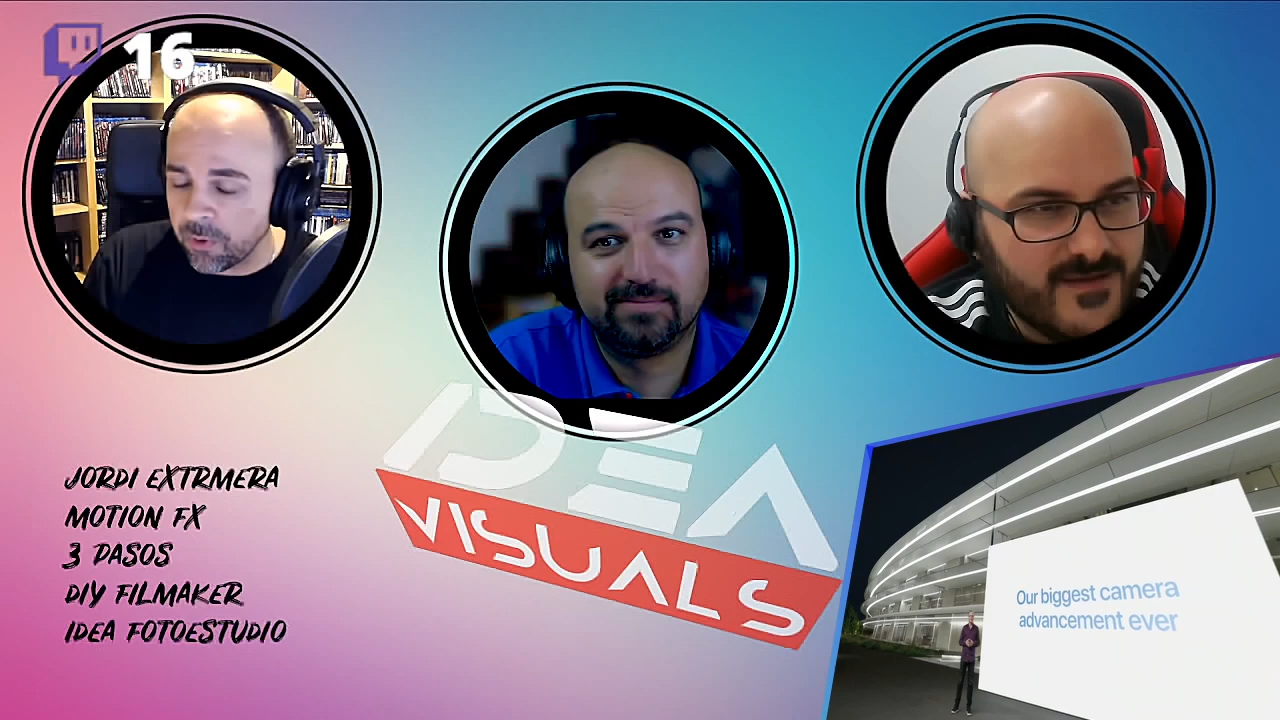 16
IDEA
VISUALS
JORDI EXTRMERA
MOTION FX
3 PASOS
DIY FILMAKER
IDEA FOTOESTUDIO
Our biggest camera
advancement ever